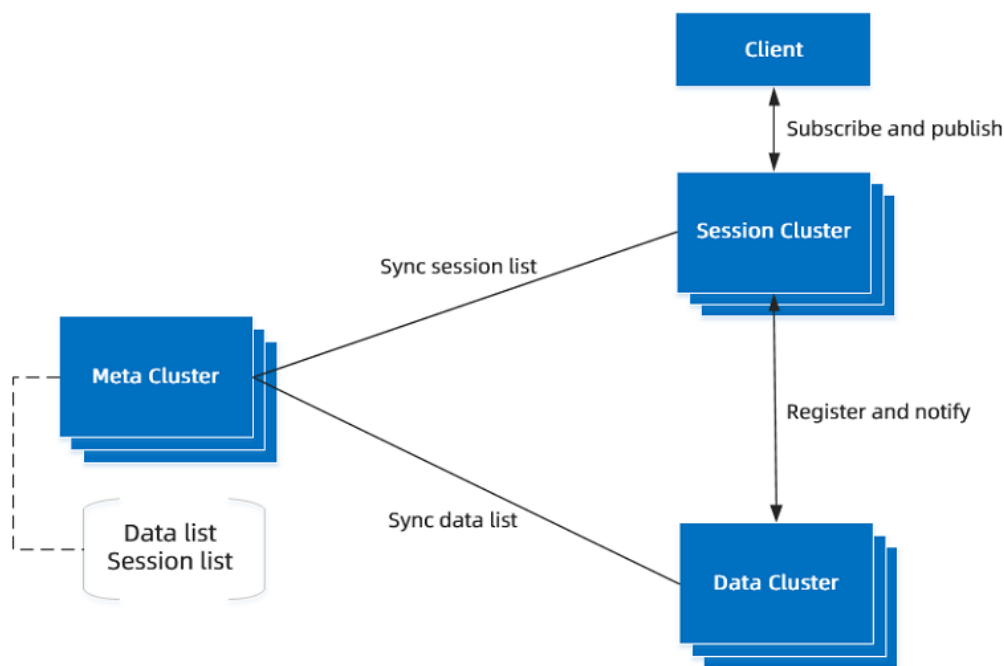 Client
Subscribe and publish
Session Cluster
Sync session list
Meta Cluster
Register and notify
Sync data list
Data list
Session list
Data Cluster